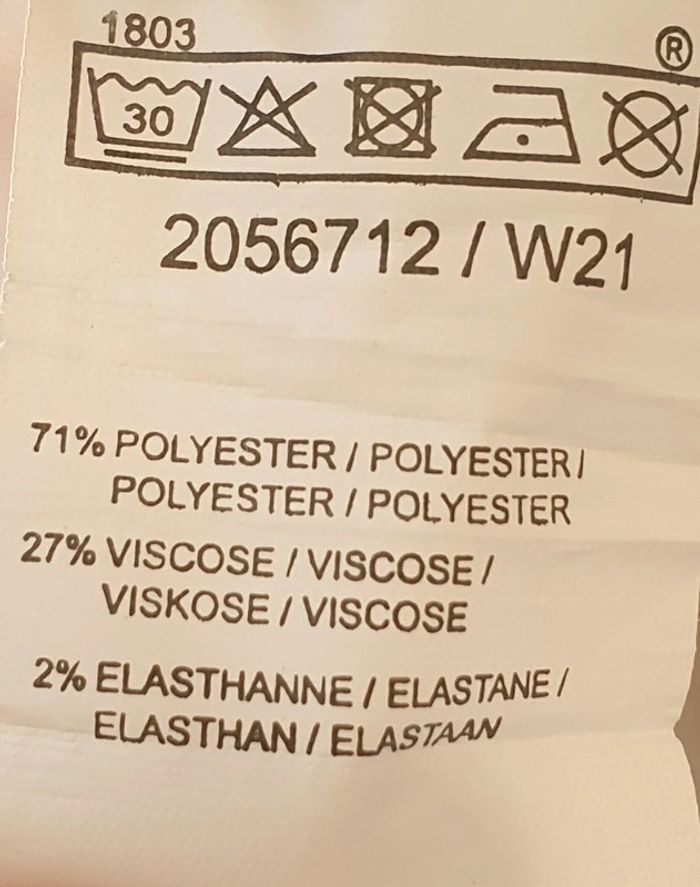 1803
®
30
2056712 / W21
71% POLYESTER / POLYESTER /
POLYESTER / POLYESTER
27% VISCOSE / VISCOSE /
VISKOSE / VISCOSE
2% ELASTHANNE / ELASTANE /
ELASTHAN / ELASTAAN